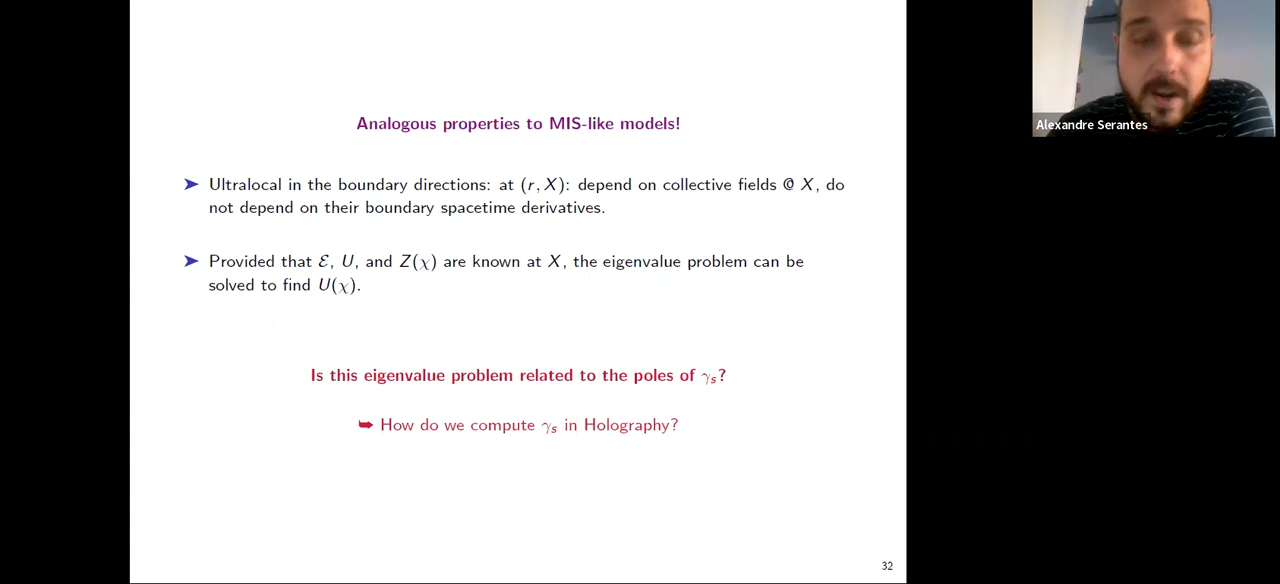 Analogous properties to MIS-like models!
➤ Ultralocal in the boundary directions: at (r, X): depend on collective fields @ X, do
not depend on their boundary spacetime derivatives.
➤ Provided that ℰ, U, and Z(χ) are known at X, the eigenvalue problem can be
solved to find U(χ).
Is this eigenvalue problem related to the poles of γₛ?
➥ How do we compute γₛ in Holography?
32
Alexandre Serantes